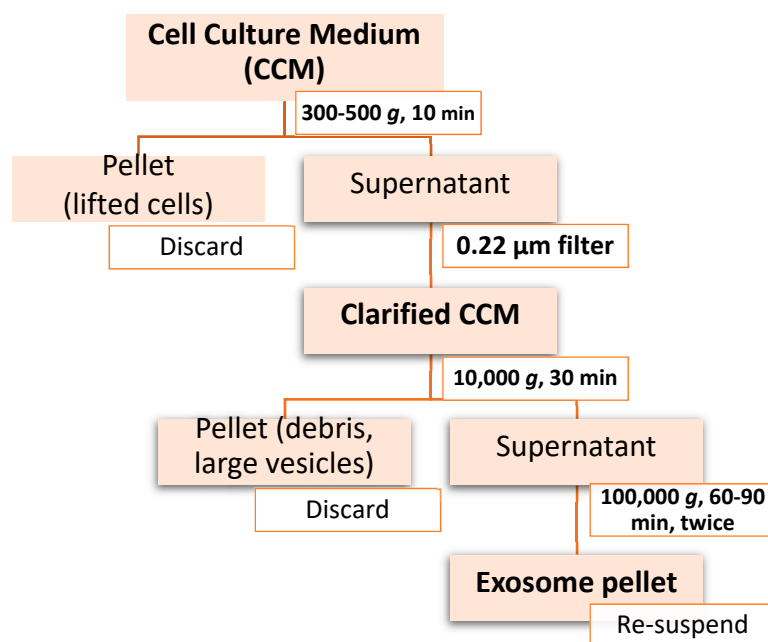 Cell Culture Medium
(CCM)
300-500 g, 10 min
Pellet
(lifted cells)
Supernatant
Discard
0.22 µm filter
Clarified CCM
10,000 g, 30 min
Pellet (debris,
large vesicles)
Supernatant
Discard
100,000 g, 60-90
min, twice
Exosome pellet
Re-suspend